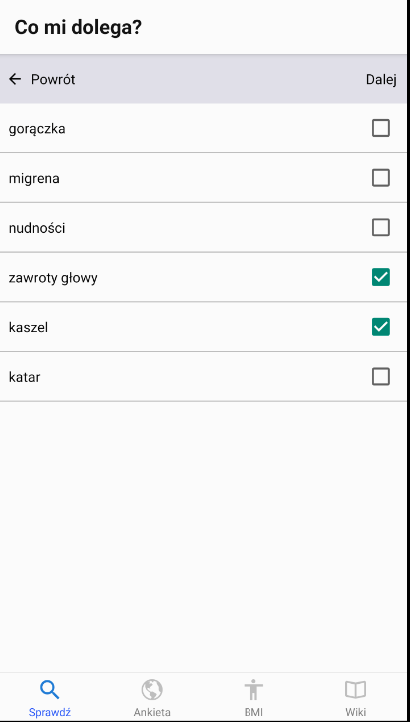 Co mi dolega?
Powrót Dalej
gorączka
migrena
nudności
zawroty głowy
kaszel
katar
Sprawdź Ankieta BMI Wiki